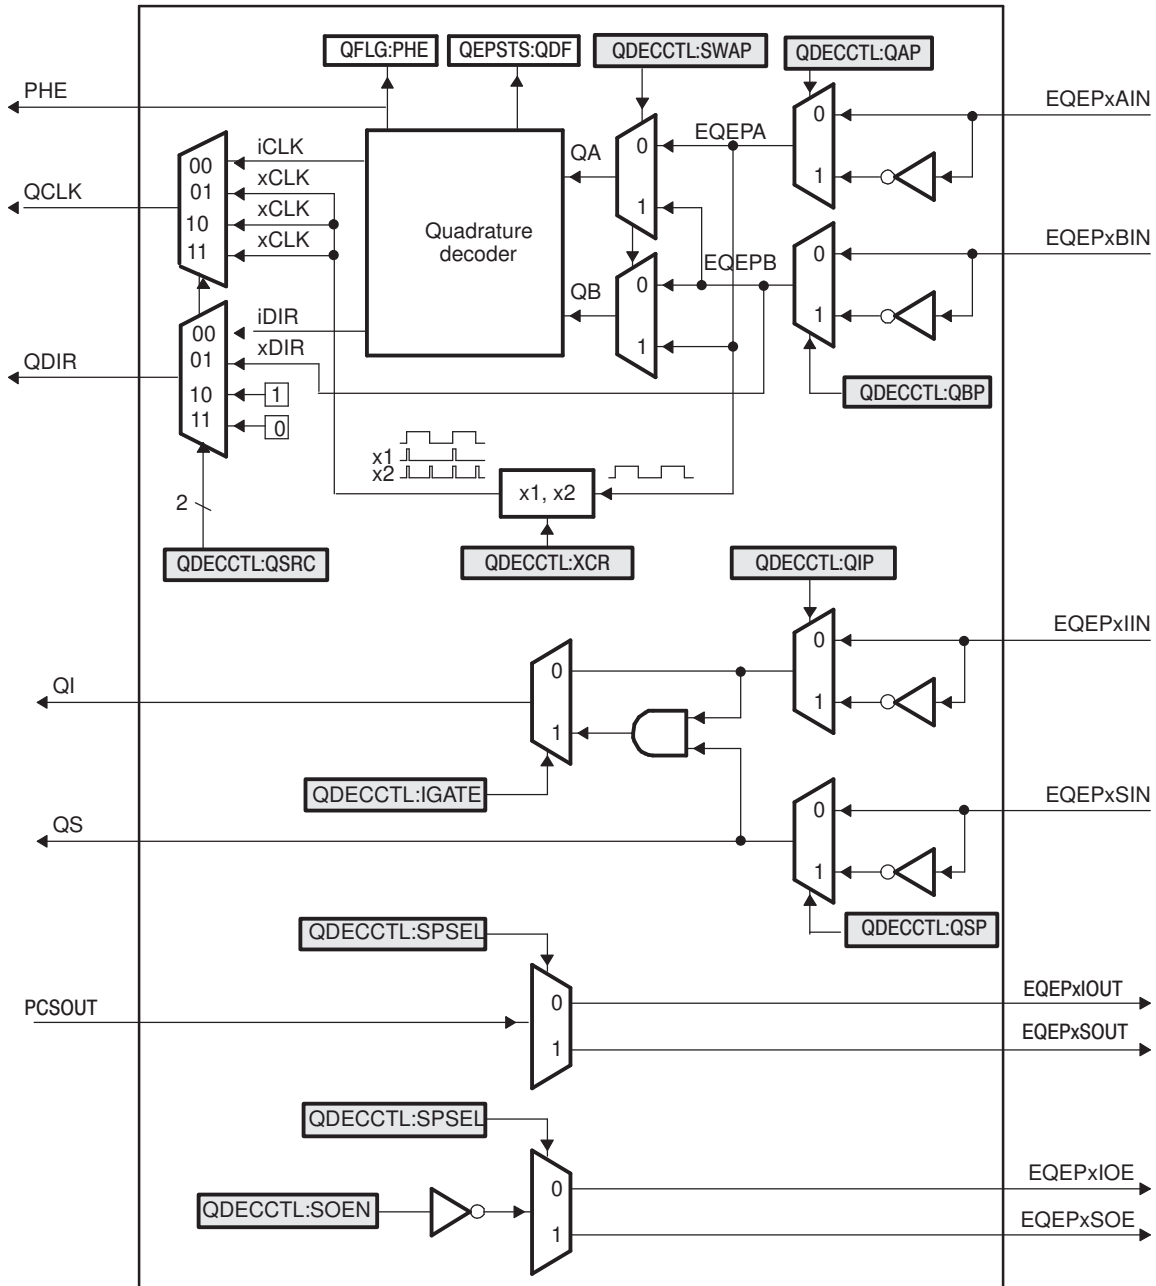 QFLG:PHE
QEPSTS:QDF
QDECCTL:SWAP
QDECCTL:QAP
PHE
EQEPxAIN
0
1
EQEPA
QA
0
1
iCLK
xCLK
xCLK
xCLK
00
01
10
11
QCLK
Quadrature
decoder
EQEPxBIN
0
1
EQEPB
QB
0
1
iDIR
xDIR
00
01
10
11
1
0
QDIR
QDECCTL:QBP
x1
x2
x1, x2
2
QDECCTL:QSRC
QDECCTL:XCR
QDECCTL:QIP
EQEPxIIN
0
1
QI
0
1
QDECCTL:IGATE
EQEPxSIN
0
1
QS
QDECCTL:QSP
QDECCTL:SPSEL
PCSOUT
0
1
EQEPxIOUT
EQEPxSOUT
QDECCTL:SPSEL
QDECCTL:SOEN
0
1
EQEPxIOE
EQEPxSOE